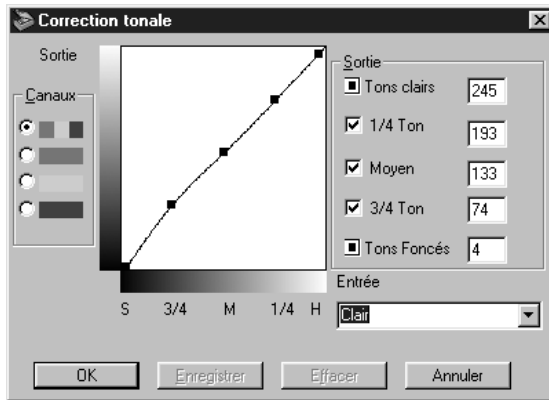 Correction tonale
Sortie
Canaux
S 3/4 M 1/4 H
Sortie
Tons clairs 245
1/4 Ton 193
Moyen 133
3/4 Ton 74
Tons Foncés 4
Entrée
Clair
OK Enregistrer Effacer Annuler